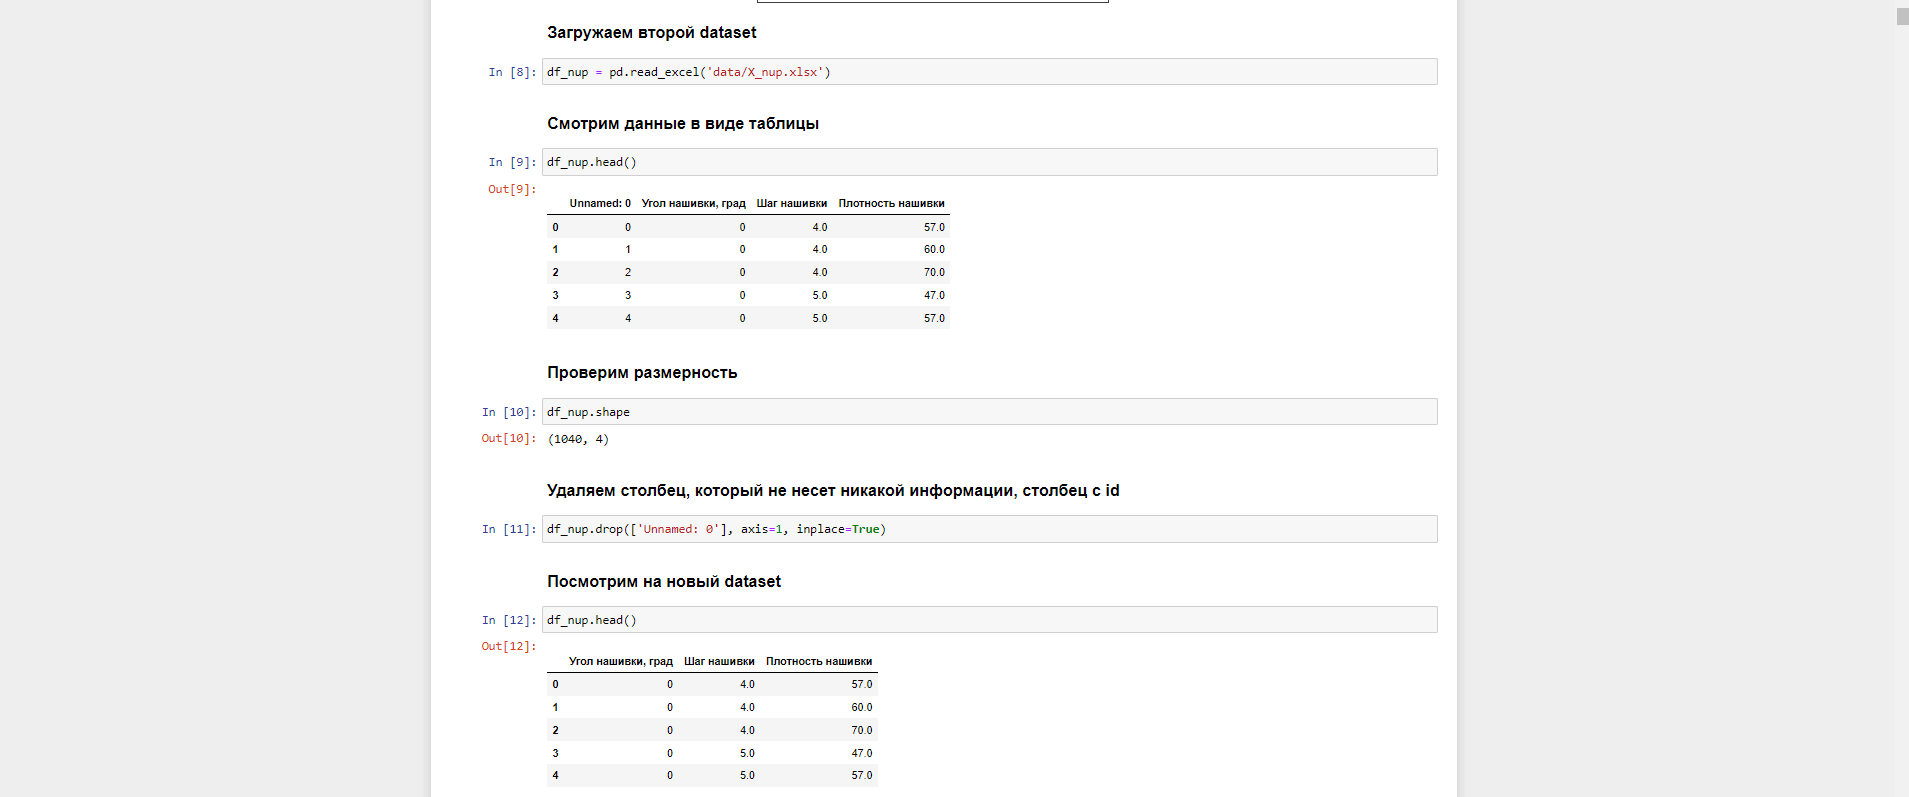 Загружаем второй dataset
In [8]: df_nup = pd.read_excel('data/X_nup.xlsx')
Смотрим данные в виде таблицы
In [9]: df_nup.head()
Out[9]:
Unnamed: 0 Угол нашивки, град Шаг нашивки Плотность нашивки
0 0 0 4.0 57.0
1 1 0 4.0 60.0
2 2 0 4.0 70.0
3 3 0 5.0 47.0
4 4 0 5.0 57.0
Проверим размерность
In [10]: df_nup.shape
Out[10]: (1040, 4)
Удаляем столбец, который не несет никакой информации, столбец с id
In [11]: df_nup.drop(['Unnamed: 0'], axis=1, inplace=True)
Посмотрим на новый dataset
In [12]: df_nup.head()
Out[12]:
Угол нашивки, град Шаг нашивки Плотность нашивки
0 0 4.0 57.0
1 0 4.0 60.0
2 0 4.0 70.0
3 0 5.0 47.0
4 0 5.0 57.0